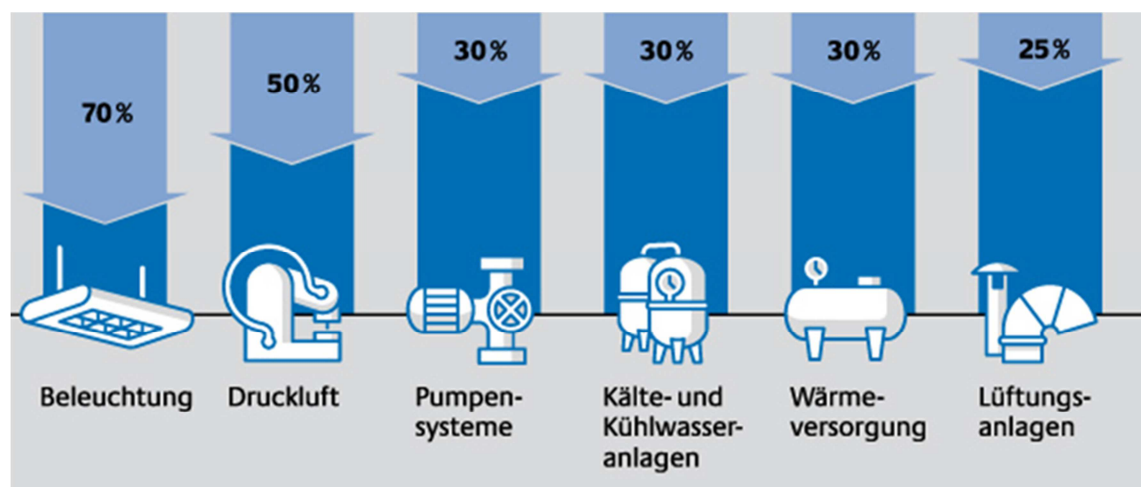 70%
50%
30%
30%
30%
25%
Beleuchtung
Druckluft
Pumpen-
systeme
Kälte- und
Kühlwasser-
anlagen
Wärme-
versorgung
Lüftungs-
anlagen